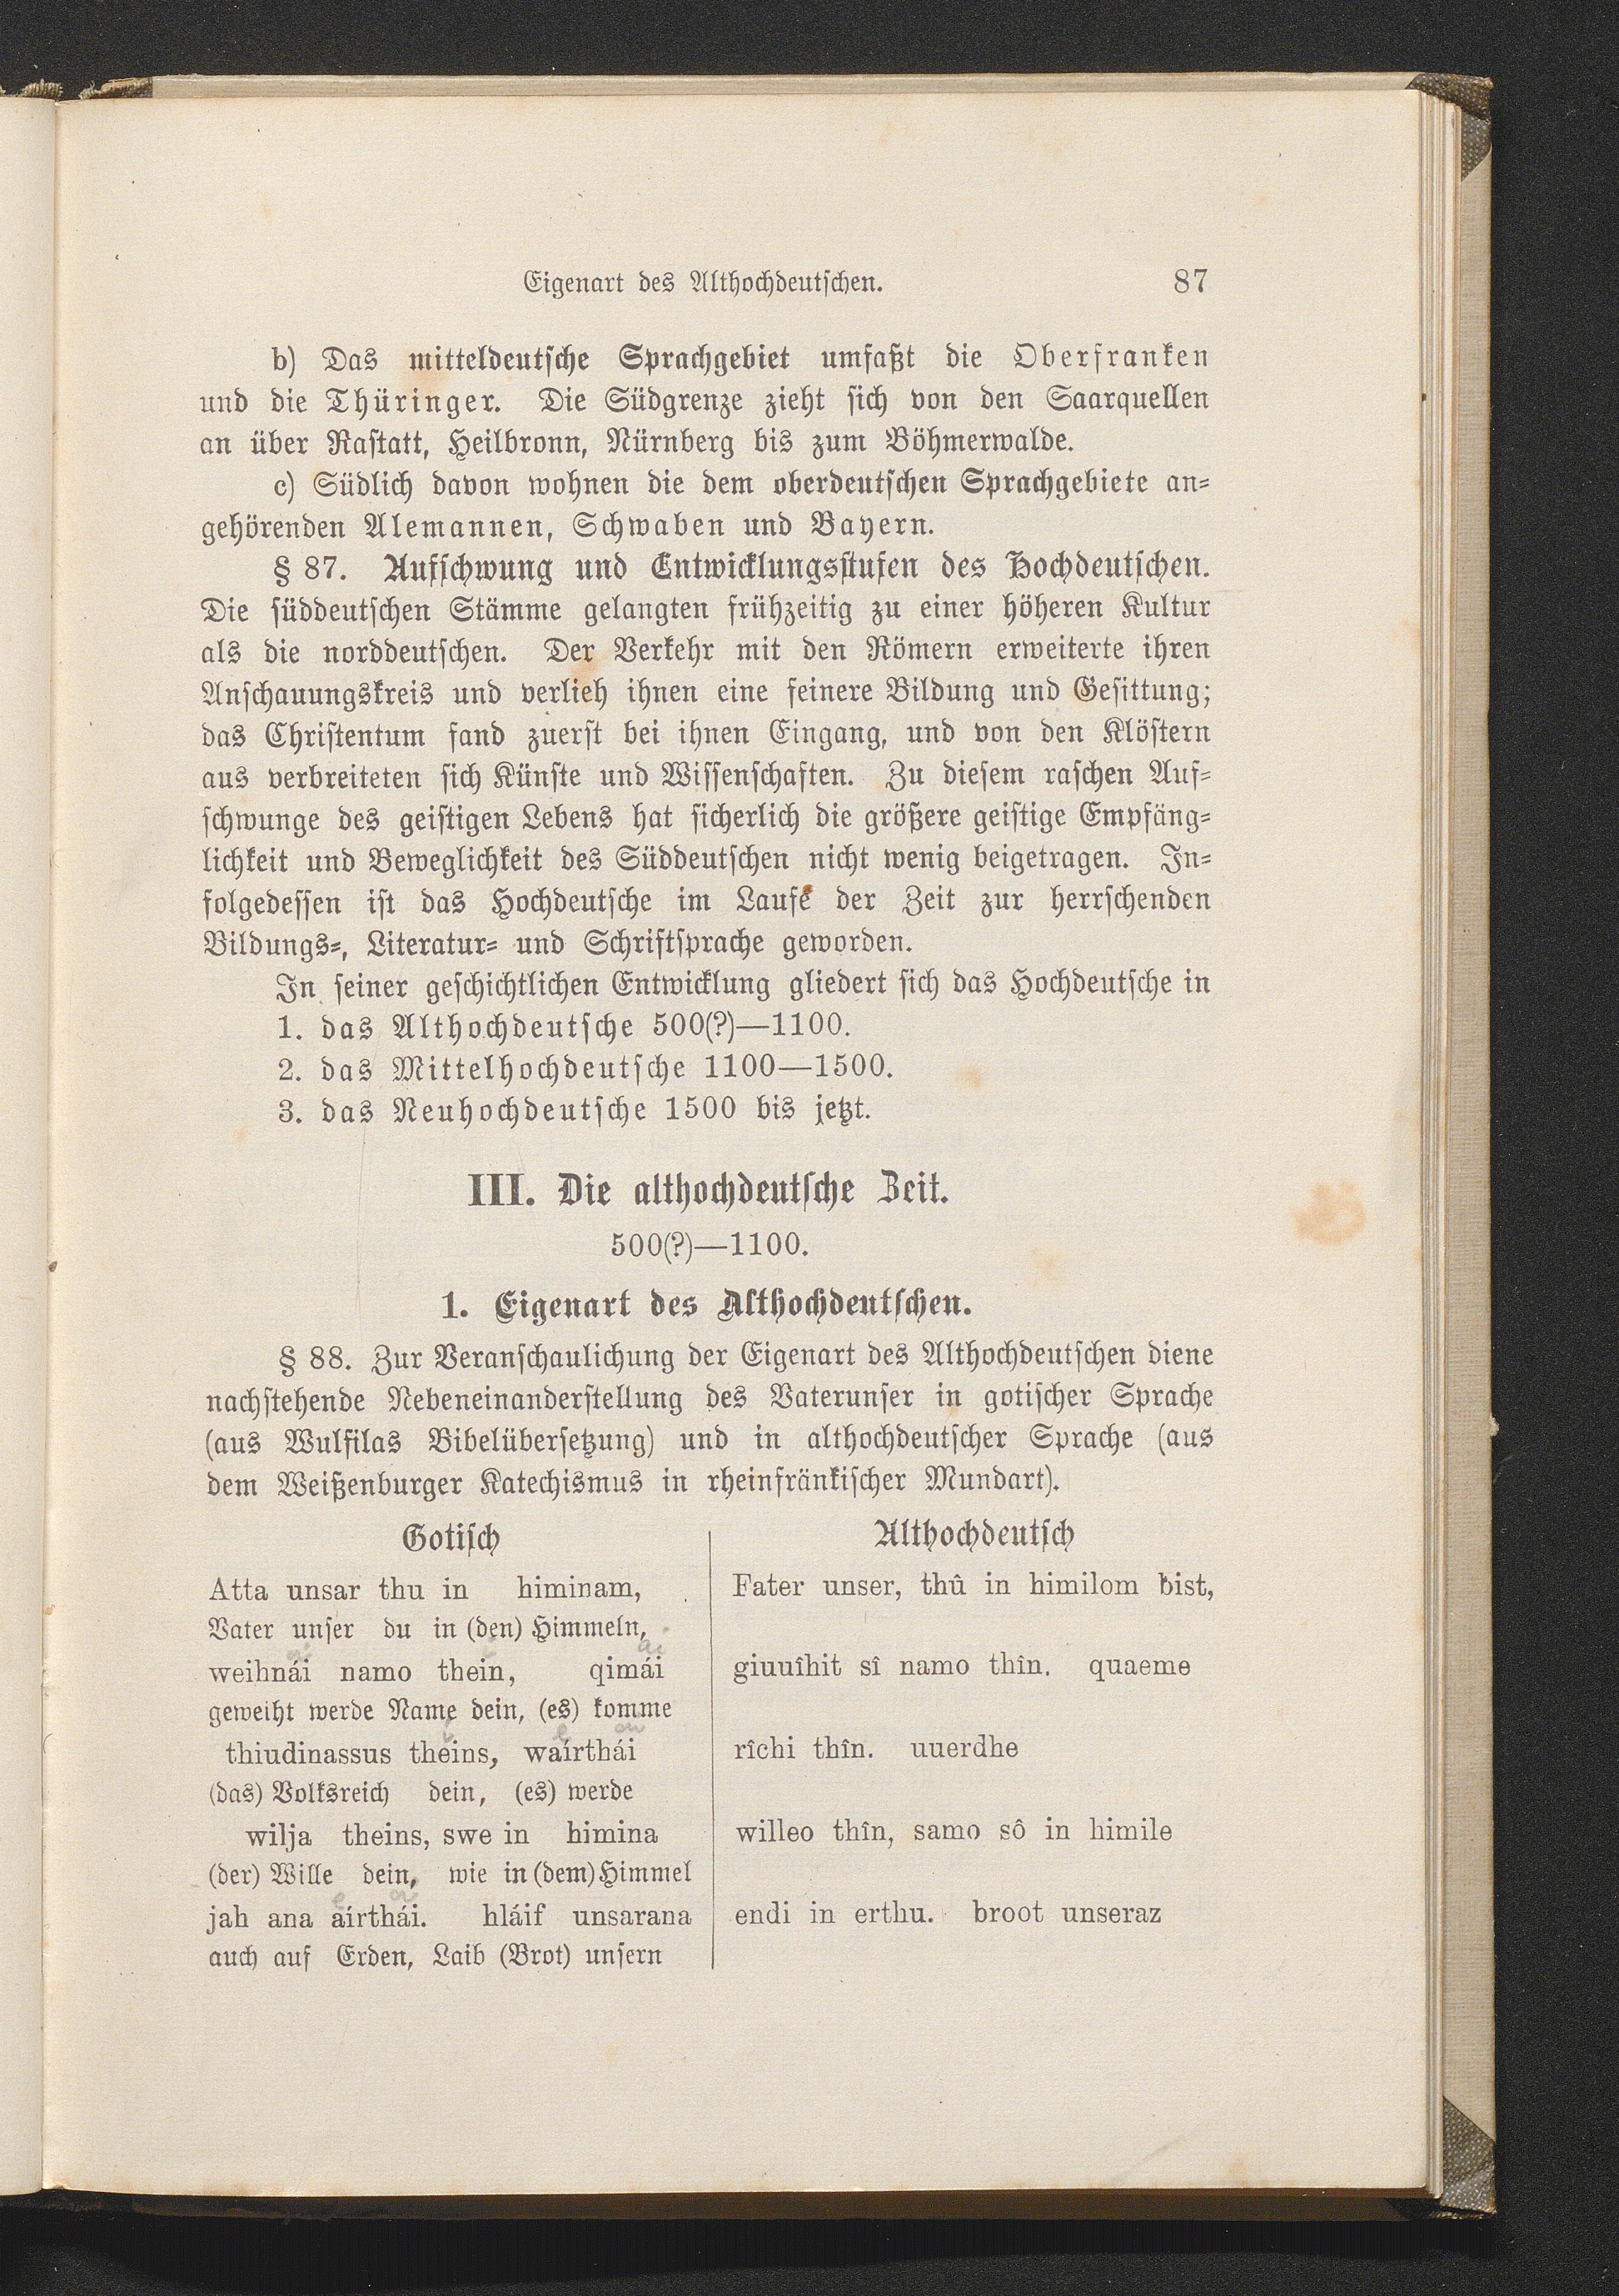 Eigenart des Althochdeutschen. 87
b) Das mitteldeutsche Sprachgebiet umfaßt die Oberfranken
und die Thüringer. Die Südgrenze zieht sich von den Saarquellen
an über Rastatt, Heilbronn, Nürnberg bis zum Böhmerwalde.
c) Südlich davon wohnen die dem oberdeutschen Sprachgebiete an-
gehörenden Alemannen, Schwaben und Bayern.
§ 87. Aufschwung und Entwicklungsstufen des Hochdeutschen.
Die süddeutschen Stämme gelangten frühzeitig zu einer höheren Kultur
als die norddeutschen. Der Verkehr mit den Römern erweiterte ihren
Anschauungskreis und verlieh ihnen eine feinere Bildung und Gesittung;
das Christentum fand zuerst bei ihnen Eingang, und von den Klöstern
aus verbreiteten sich Künste und Wissenschaften. Zu diesem raschen Auf-
schwunge des geistigen Lebens hat sicherlich die größere geistige Empfäng-
lichkeit und Beweglichkeit des Süddeutschen nicht wenig beigetragen. In-
folgedessen ist das Hochdeutsche im Laufe der Zeit zur herrschenden
Bildungs-, Literatur- und Schriftsprache geworden.
In seiner geschichtlichen Entwicklung gliedert sich das Hochdeutsche in
1. das Althochdeutsche 500(?)—1100.
2. das Mittelhochdeutsche 1100—1500.
3. das Neuhochdeutsche 1500 bis jetzt.
III. Die althochdeutsche Zeit.
500(?)—1100.
1. Eigenart des Althochdeutschen.
§ 88. Zur Veranschaulichung der Eigenart des Althochdeutschen diene
nachstehende Nebeneinanderstellung des Vaterunser in gotischer Sprache
(aus Wulfilas Bibelübersetzung) und in althochdeutscher Sprache (aus
dem Weißenburger Katechismus in rheinfränkischer Mundart).
Gotisch
Atta unsar thu in himinam,
Vater unser du in (den) Himmeln,
weihnái namo thein, qimái
geweiht werde Name dein, (es) komme
thiudinassus theins, waírthái
(das) Volksreich dein, (es) werde
wilja theins, swe in himina
(der) Wille dein, wie in (dem) Himmel
jah ana aírthái. hláif unsarana
auch auf Erden, Laib (Brot) unsern
Althochdeutsch
Fater unser, thû in himilom bist,
giuuîhit sî namo thîn. quaeme
rîchi thîn. uuerdhe
willeo thîn, samo sô in himile
endi in erthu. broot unseraz